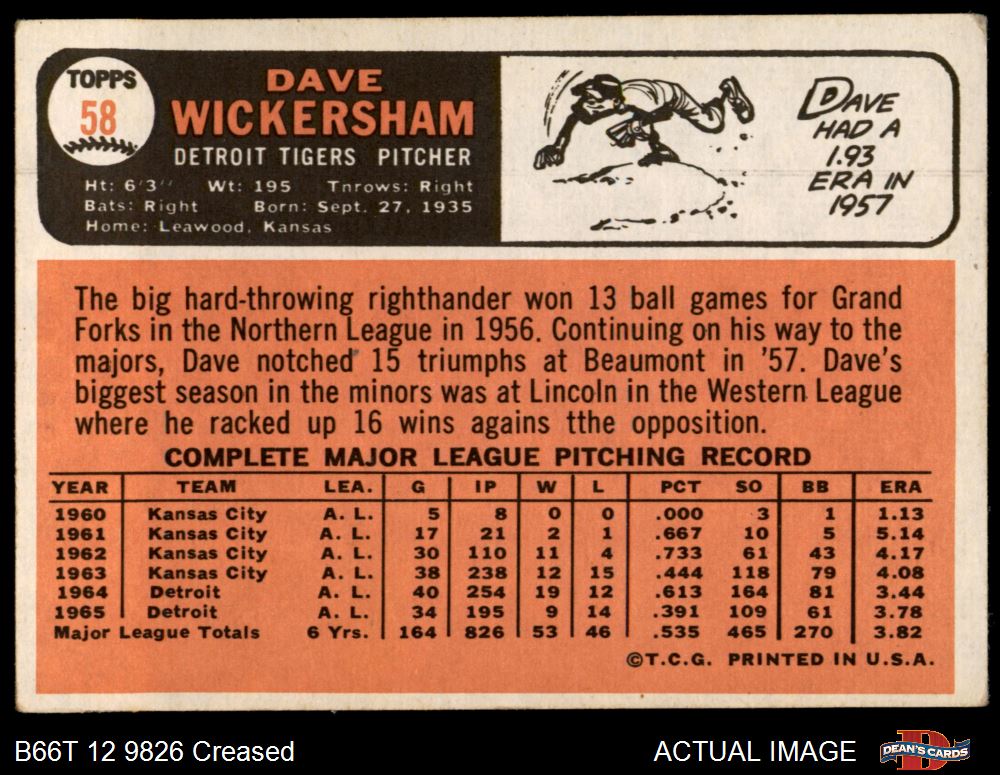 TOPPS
58
DAVE
WICKERSHAM
DETROIT TIGERS PITCHER
Ht: 6'3" Wt: 195 Throws: Right
Bats: Right Born: Sept. 27, 1935
Home: Leawood, Kansas
DAVE
HAD A
1.93
ERA IN
1957
The big hard-throwing righthander won 13 ball games for Grand
Forks in the Northern League in 1956. Continuing on his way to the
majors, Dave notched 15 triumphs at Beaumont in '57. Dave's
biggest season in the minors was at Lincoln in the Western League
where he racked up 16 wins agains tthe opposition.
COMPLETE MAJOR LEAGUE PITCHING RECORD
YEAR TEAM LEA. G IP W L PCT SO BB ERA
1960 Kansas City A. L. 5 8 0 0 .000 3 1 1.13
1961 Kansas City A. L. 17 21 2 1 .667 10 5 5.14
1962 Kansas City A. L. 30 110 11 4 .733 61 43 4.17
1963 Kansas City A. L. 38 238 12 15 .444 118 79 4.08
1964 Detroit A. L. 40 254 19 12 .613 164 81 3.44
1965 Detroit A. L. 34 195 9 14 .391 109 61 3.78
Major League Totals 6 Yrs. 164 826 53 46 .535 465 270 3.82
©T.C.G. PRINTED IN U.S.A.
B66T 12 9826 Creased
ACTUAL IMAGE
DEAN'S CARDS